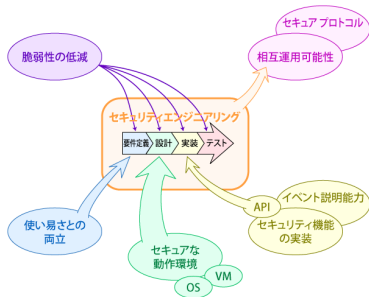 セキュア プロトコル
脆弱性の低減
相互運用可能性
セキュリティエンジニアリング
要件定義
設計
実装
テスト
使い易さとの
両立
セキュアな
動作環境
OS
VM
API
イベント説明能力
セキュリティ機能
の実装